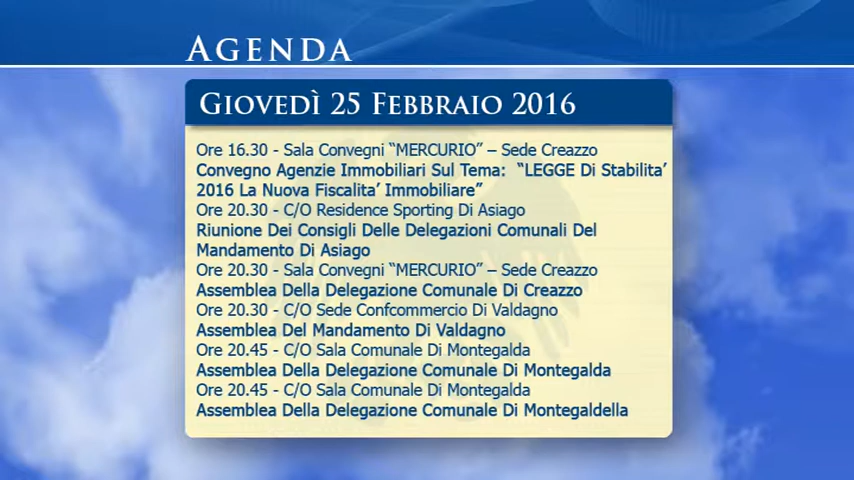 AGENDA
GIOVEDÌ 25 FEBBRAIO 2016
Ore 16.30 - Sala Convegni “MERCURIO” – Sede Creazzo
Convegno Agenzie Immobiliari Sul Tema: “LEGGE Di Stabilita’
2016 La Nuova Fiscalita’ Immobiliare”
Ore 20.30 - C/O Residence Sporting Di Asiago
Riunione Dei Consigli Delle Delegazioni Comunali Del
Mandamento Di Asiago
Ore 20.30 - Sala Convegni “MERCURIO” – Sede Creazzo
Assemblea Della Delegazione Comunale Di Creazzo
Ore 20.30 - C/O Sede Confcommercio Di Valdagno
Assemblea Del Mandamento Di Valdagno
Ore 20.45 - C/O Sala Comunale Di Montegalda
Assemblea Della Delegazione Comunale Di Montegalda
Ore 20.45 - C/O Sala Comunale Di Montegalda
Assemblea Della Delegazione Comunale Di Montegaldella